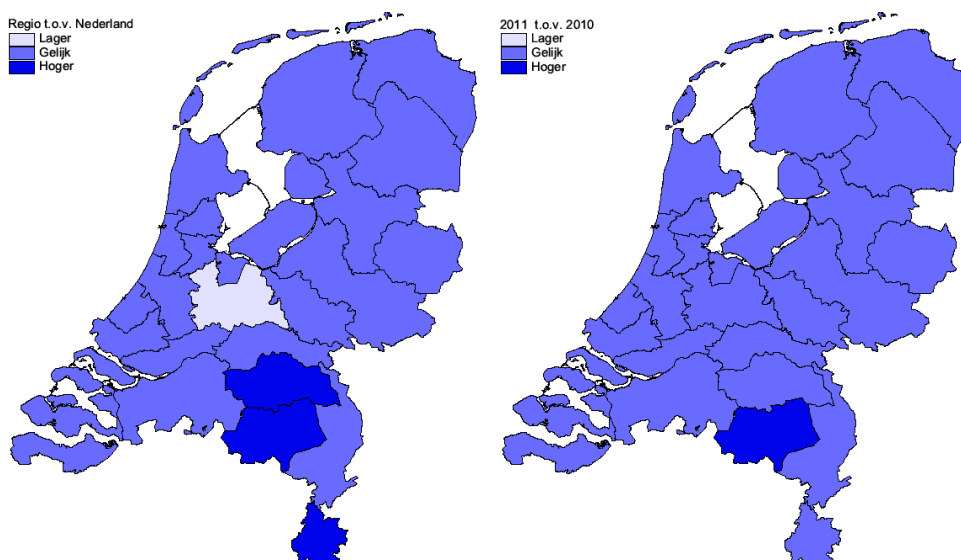 Regio t.o.v. Nederland
Lager
Gelijk
Hoger
2011 t.o.v. 2010
Lager
Gelijk
Hoger